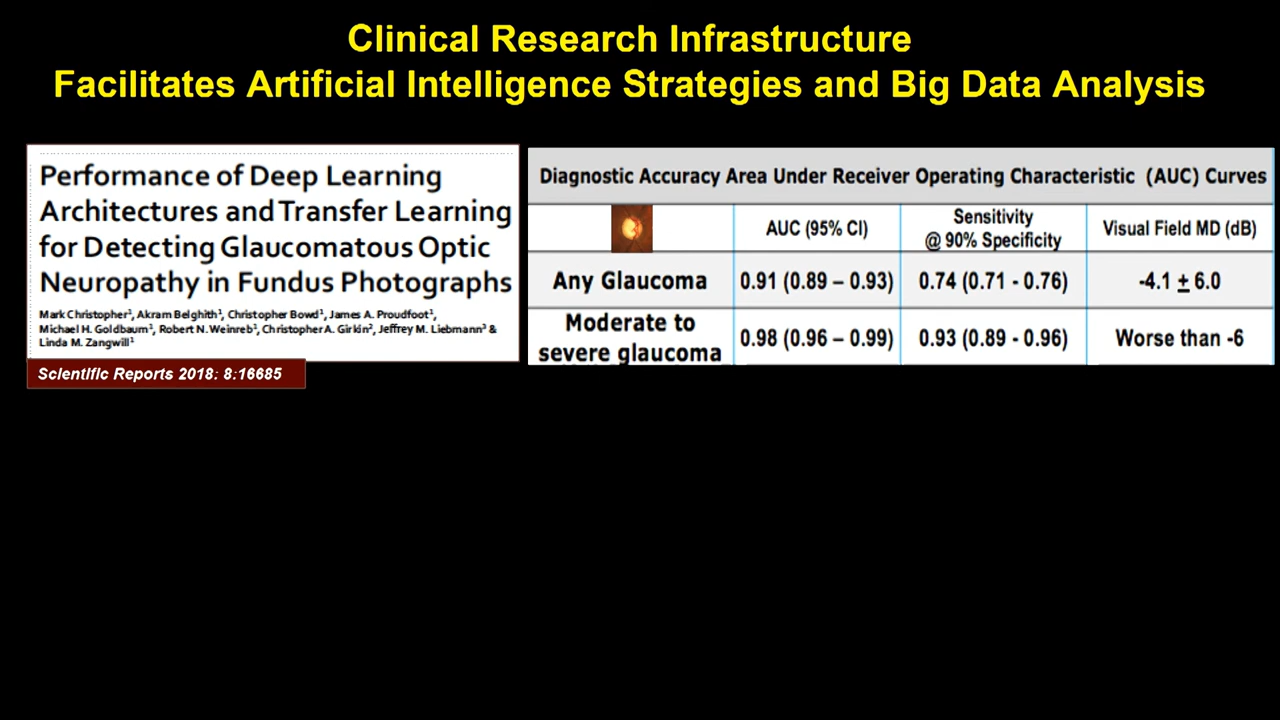 Clinical Research Infrastructure
Facilitates Artificial Intelligence Strategies and Big Data Analysis
Performance of Deep Learning
Architectures and Transfer Learning
for Detecting Glaucomatous Optic
Neuropathy in Fundus Photographs
Mark Christopher¹, Akram Belghith¹, Christopher Bowd¹, James A. Proudfoot¹,
Michael H. Goldbaum¹, Robert N. Weinreb¹, Christopher A. Girkin², Jeffrey M. Liebmann³ &
Linda M. Zangwill¹
Scientific Reports 2018: 8:16685
Diagnostic Accuracy Area Under Receiver Operating Characteristic (AUC) Curves
AUC (95% CI)
Sensitivity
@ 90% Specificity
Visual Field MD (dB)
Any Glaucoma
0.91 (0.89 – 0.93)
0.74 (0.71 - 0.76)
-4.1 ± 6.0
Moderate to
severe glaucoma
0.98 (0.96 – 0.99)
0.93 (0.89 - 0.96)
Worse than -6